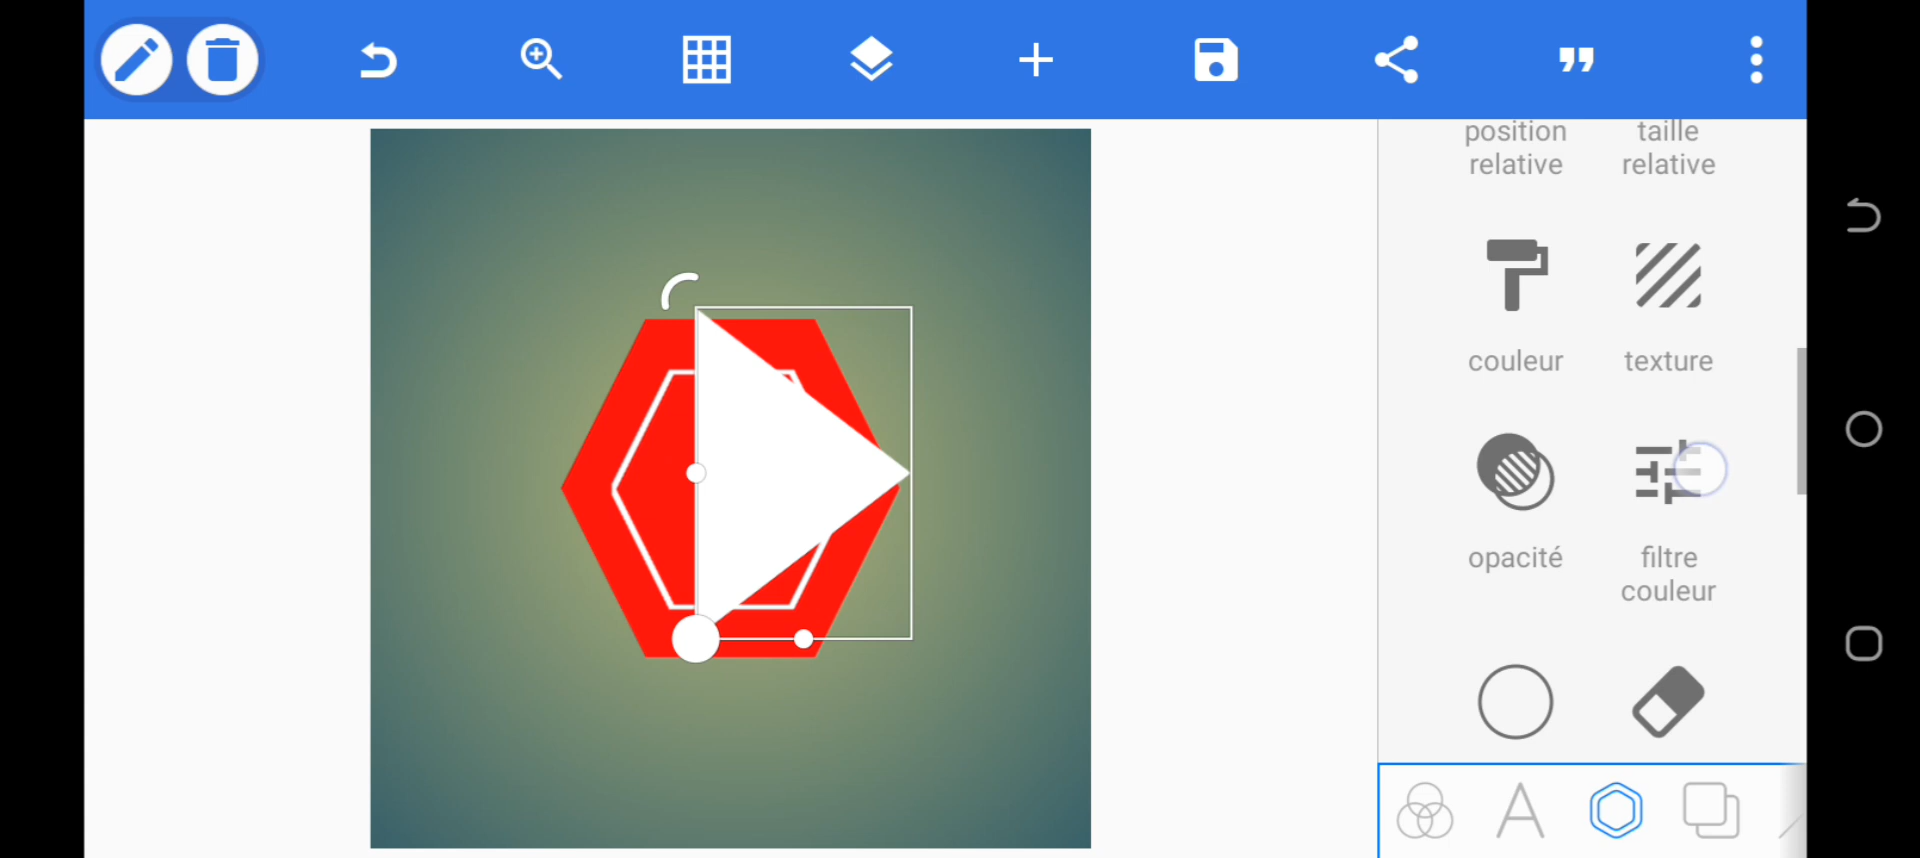 position taille
relative relative
couleur texture
opacité filtre
couleur